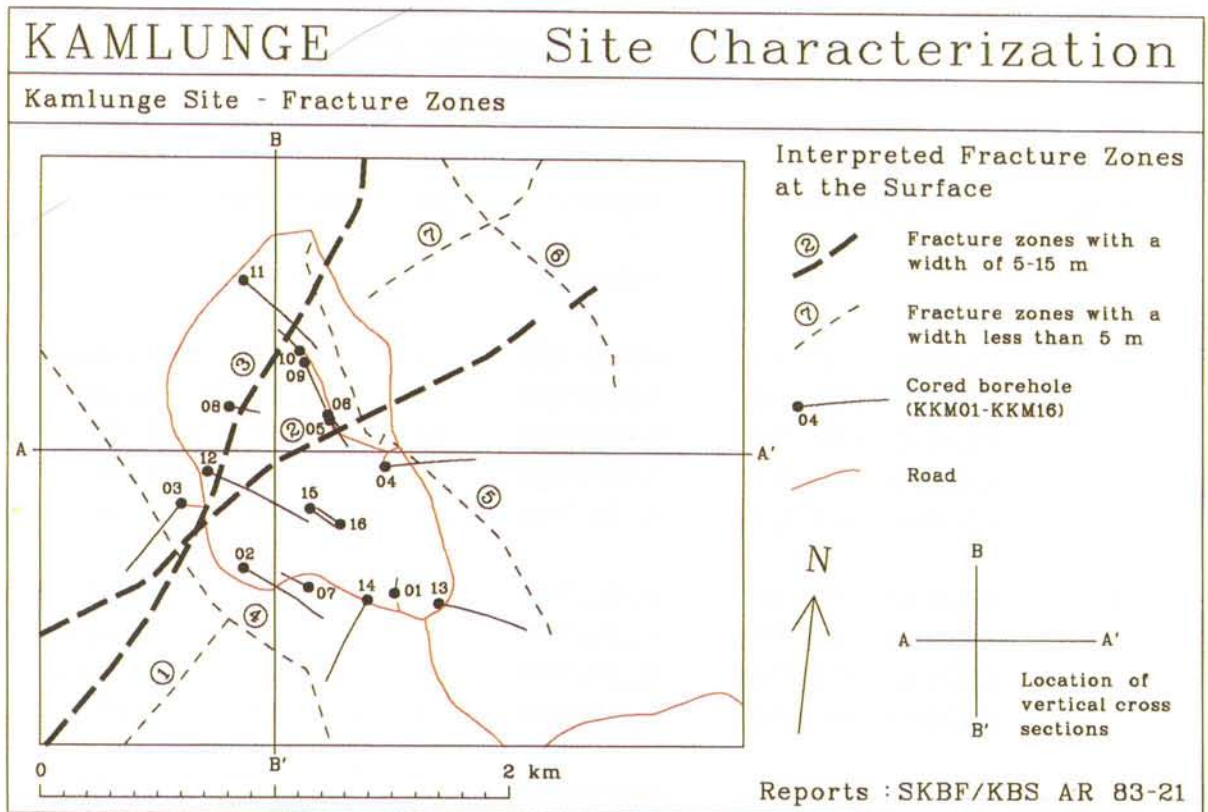 KAMLUNGE Site Characterization
Kamlunge Site - Fracture Zones
B
Interpreted Fracture Zones
at the Surface
2
Fracture zones with a
width of 5-15 m
7
Fracture zones with a
width less than 5 m
Cored borehole
(KKM01-KKM16)
04
Road
7
6
11
10
09
3
08
06
05
2
A
A'
12
04
03
15
16
5
02
07
14
01
13
4
1
N
B
A
A'
B'
Location of
vertical cross
sections
0
B'
2 km
Reports : SKBF/KBS AR 83-21